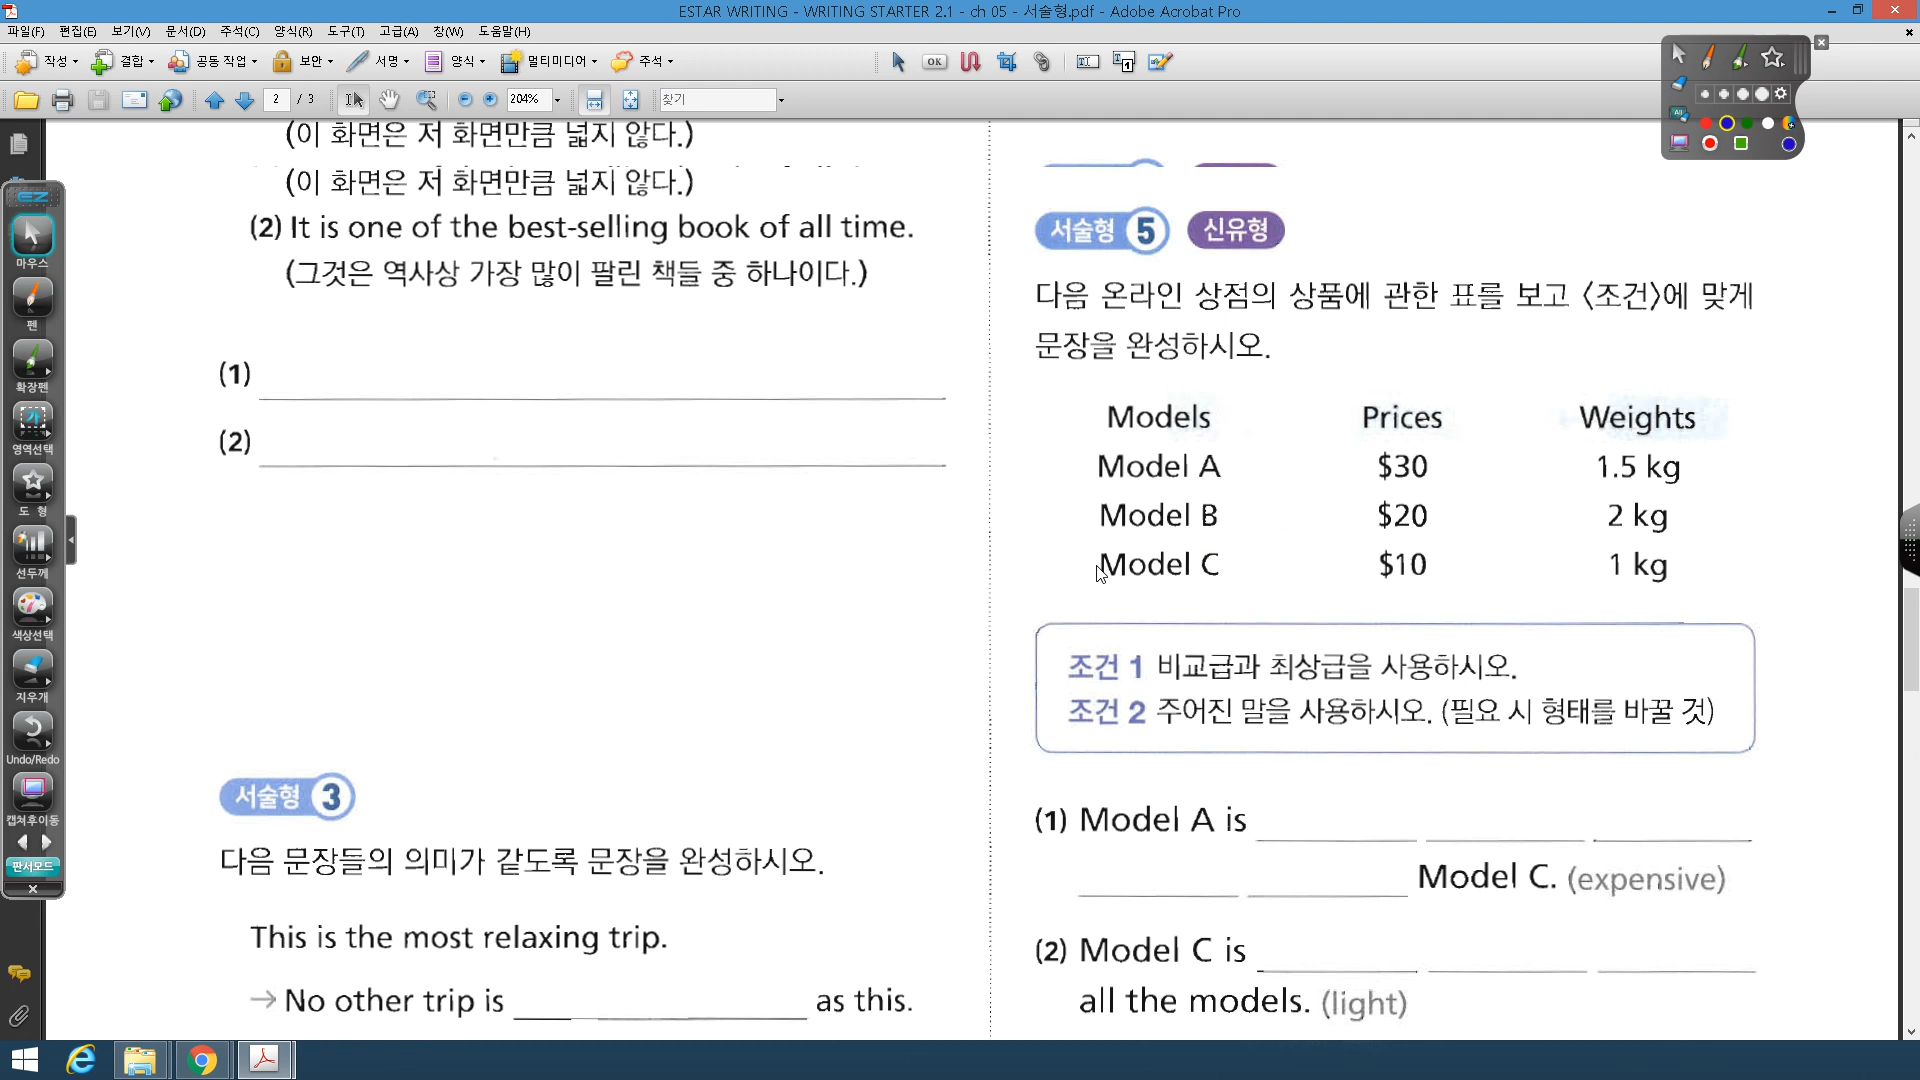 ESTAR WRITING - WRITING STARTER 2.1 - ch 05 - 서술형.pdf - Adobe Acrobat Pro
파일(F) 편집(E) 보기(V) 문서(D) 주석(C) 양식(R) 도구(T) 고급(A) 창(W) 도움말(H)
작성 결합 공동 작업 보안 서명 양식 멀티미디어 주석 OK
2 / 3 204% 찾기
EZ
마우스
펜
확장펜
영역선택
도 형
선두께
색상선택
지우개
Undo/Redo
캡쳐후이동
판서모드
(이 화면은 저 화면만큼 넓지 않다.)
(이 화면은 저 화면만큼 넓지 않다.)
(2) It is one of the best-selling book of all time.
(그것은 역사상 가장 많이 팔린 책들 중 하나이다.)
(1)
(2)
서술형 3
다음 문장들의 의미가 같도록 문장을 완성하시오.
This is the most relaxing trip.
→ No other trip is ______ as this.
서술형 5 신유형
다음 온라인 상점의 상품에 관한 표를 보고 〈조건〉에 맞게
문장을 완성하시오.
Models Prices Weights
Model A $30 1.5 kg
Model B $20 2 kg
Model C $10 1 kg
조건 1 비교급과 최상급을 사용하시오.
조건 2 주어진 말을 사용하시오. (필요 시 형태를 바꿀 것)
(1) Model A is ______ ______ ______
______ ______ Model C. (expensive)
(2) Model C is ______ ______ ______
all the models. (light)